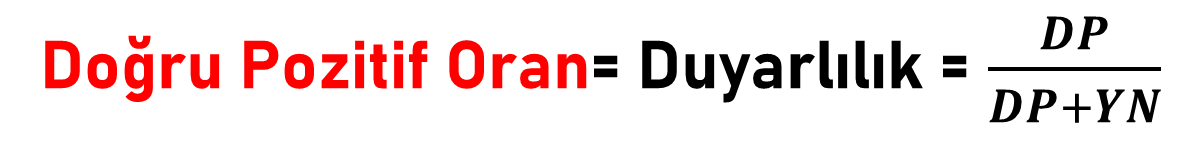 Doğru Pozitif Oran= Duyarlılık = DP
DP+YN